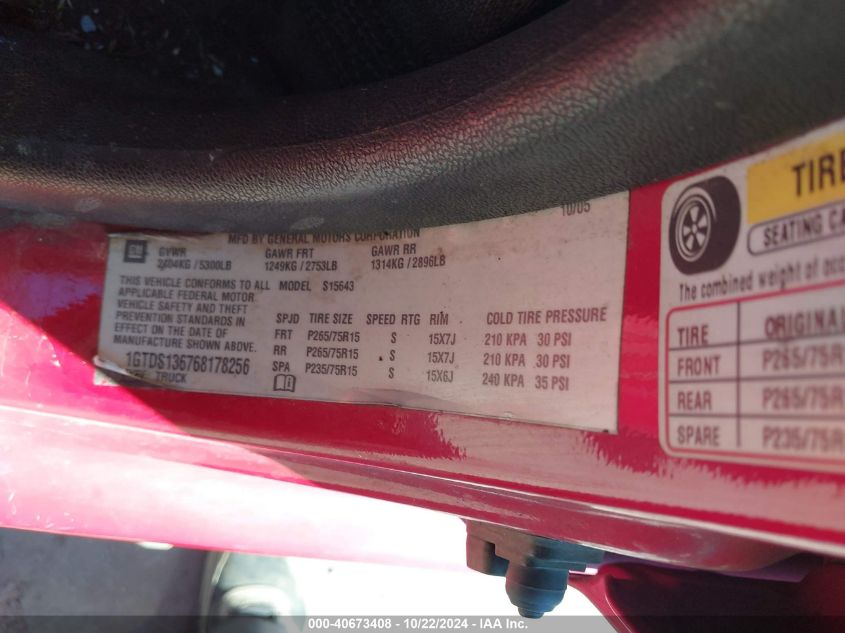 10/05
MFD BY GENERAL MOTORS CORPORATION
GM
GVWR GAWR FRT GAWR RR
2404KG / 5300LB 1249KG / 2753LB 1314KG / 2896LB
THIS VEHICLE CONFORMS TO ALL MODEL S15643
APPLICABLE FEDERAL MOTOR
VEHICLE SAFETY AND THEFT
PREVENTION STANDARDS IN
EFFECT ON THE DATE OF
MANUFACTURE SHOWN ABOVE.
1GTDS136768178256
TYPE TRUCK
SPJD TIRE SIZE SPEED RTG RIM COLD TIRE PRESSURE
FRT P265/75R15 S 15X7J 210 KPA 30 PSI
RR P265/75R15 S 15X7J 210 KPA 30 PSI
SPA P235/75R15 S 15X6J 240 KPA 35 PSI
TIRE
SEATING CA
The combined weight of occ
TIRE ORIGINAL
FRONT P265/75R
REAR P265/75R
SPARE P235/75R
000-40673408 - 10/22/2024 - IAA Inc.